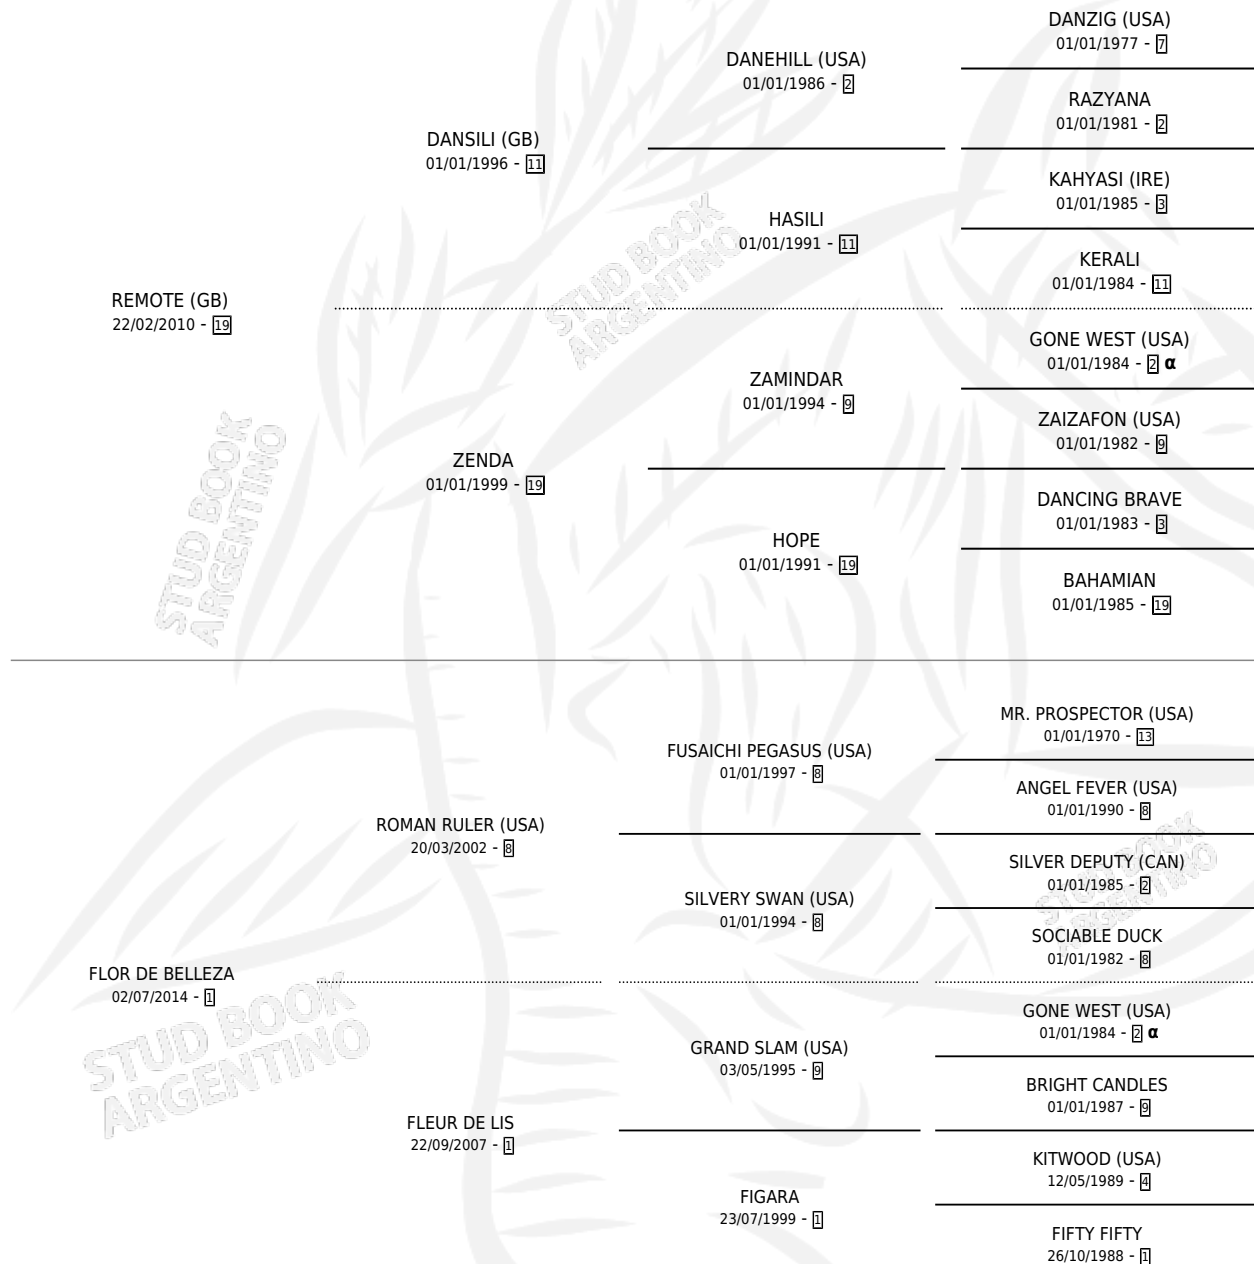 DANZIG (USA)
01/01/1977 - 7
DANEHILL (USA)
01/01/1986 - 2
RAZYANA
01/01/1981 - 2
DANSILI (GB)
01/01/1996 - 11
KAHYASI (IRE)
01/01/1985 - 3
HASILI
01/01/1991 - 11
KERALI
01/01/1984 - 11
REMOTE (GB)
22/02/2010 - 19
GONE WEST (USA)
01/01/1984 - 2 α
ZAMINDAR
01/01/1994 - 9
ZAIZAFON (USA)
01/01/1982 - 9
ZENDA
01/01/1999 - 19
DANCING BRAVE
01/01/1983 - 3
HOPE
01/01/1991 - 19
BAHAMIAN
01/01/1985 - 19
STUD BOOK
ARGENTINO
STUD BOOK
ARGENTINO
MR. PROSPECTOR (USA)
01/01/1970 - 13
FUSAICHI PEGASUS (USA)
01/01/1997 - 8
ANGEL FEVER (USA)
01/01/1990 - 8
ROMAN RULER (USA)
20/03/2002 - 8
SILVER DEPUTY (CAN)
01/01/1985 - 2
SILVERY SWAN (USA)
01/01/1994 - 8
SOCIABLE DUCK
01/01/1982 - 8
FLOR DE BELLEZA
02/07/2014 - 1
GONE WEST (USA)
01/01/1984 - 2 α
GRAND SLAM (USA)
03/05/1995 - 9
BRIGHT CANDLES
01/01/1987 - 9
FLEUR DE LIS
22/09/2007 - 1
KITWOOD (USA)
12/05/1989 - 4
FIGARA
23/07/1999 - 1
FIFTY FIFTY
26/10/1988 - 1
STUD BOOK
ARGENTINO
STUD BOOK
ARGENTINO